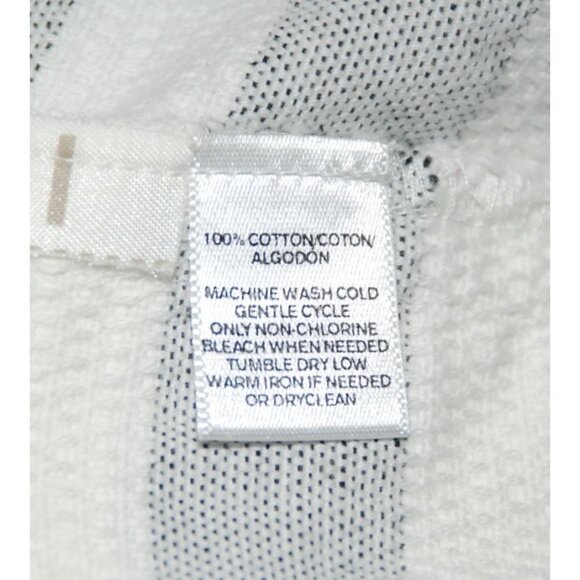 100% COTTON/COTON/
ALGODON
MACHINE WASH COLD
GENTLE CYCLE
ONLY NON-CHLORINE
BLEACH WHEN NEEDED
TUMBLE DRY LOW
WARM IRON IF NEEDED
OR DRYCLEAN